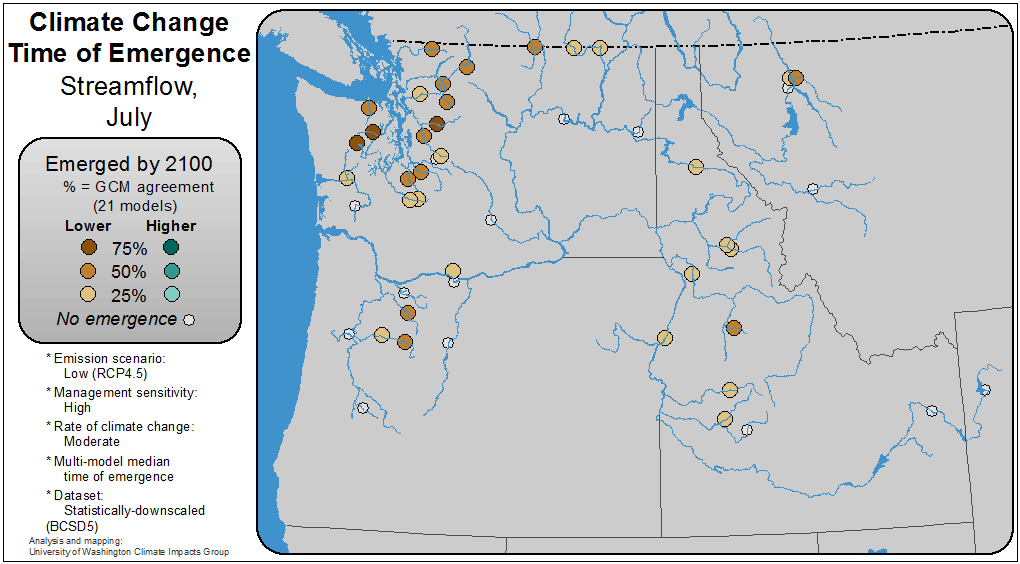 Climate Change
Time of Emergence
Streamflow,
July
Emerged by 2100
% = GCM agreement
(21 models)
Lower Higher
75%
50%
25%
No emergence
* Emission scenario:
Low (RCP4.5)
* Management sensitivity:
High
* Rate of climate change:
Moderate
* Multi-model median
time of emergence
* Dataset:
Statistically-downscaled
(BCSD5)
Analysis and mapping:
University of Washington Climate Impacts Group